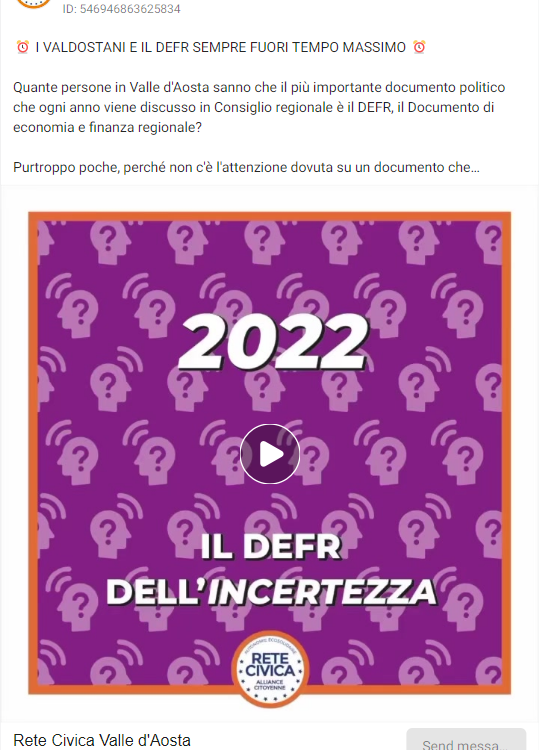 ID: 546946863625834
⏰ I VALDOSTANI E IL DEFR SEMPRE FUORI TEMPO MASSIMO ⏰
Quante persone in Valle d'Aosta sanno che il più importante documento politico
che ogni anno viene discusso in Consiglio regionale è il DEFR, il Documento di
economia e finanza regionale?
Purtroppo poche, perché non c'è l'attenzione dovuta su un documento che...
2022
IL DEFR
DELL'INCERTEZZA
RETE
CIVICA
ALLIANCE
CITOYENNE
Rete Civica Valle d'Aosta
Send messa...